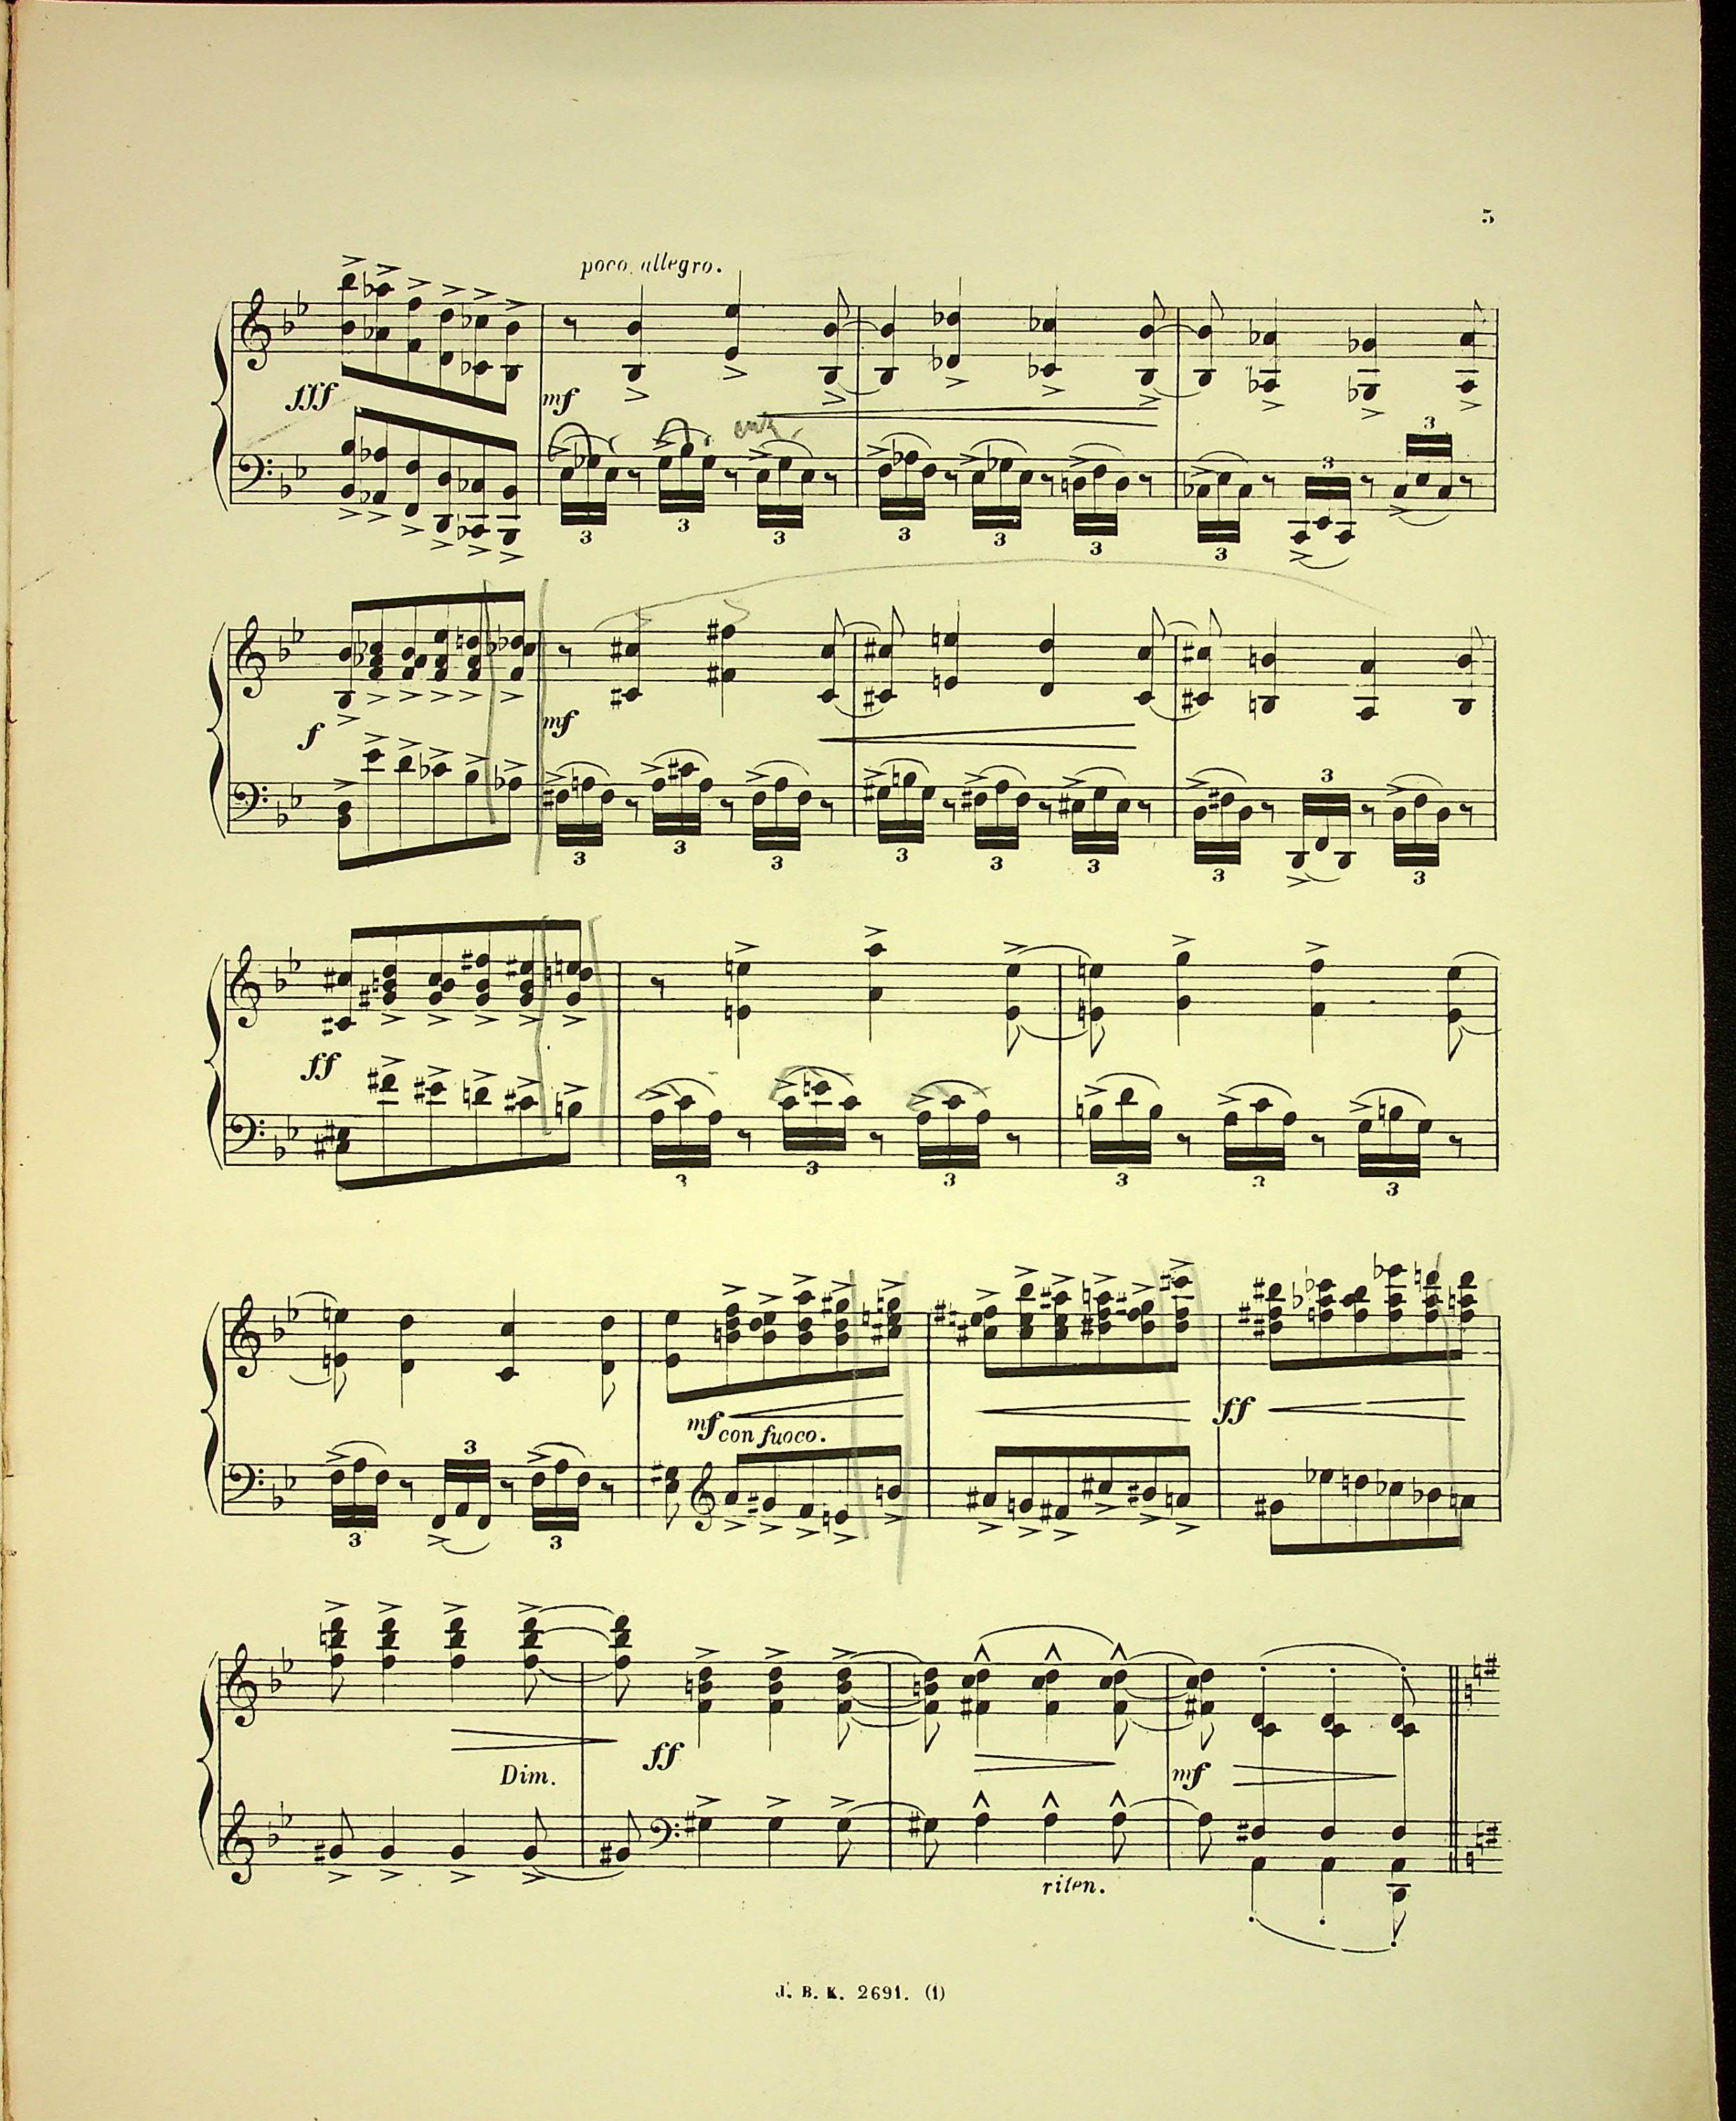 5
poco allegro.
fff mf
3 3 3 3 3 3 3 3 3
f mf
3 3 3 3 3 3 3 3 3
ff
3 3 3 3 3 3
mf con fuoco. ff
3 3 3
Dim. ff mf
riten.
J. B. K. 2691. (1)